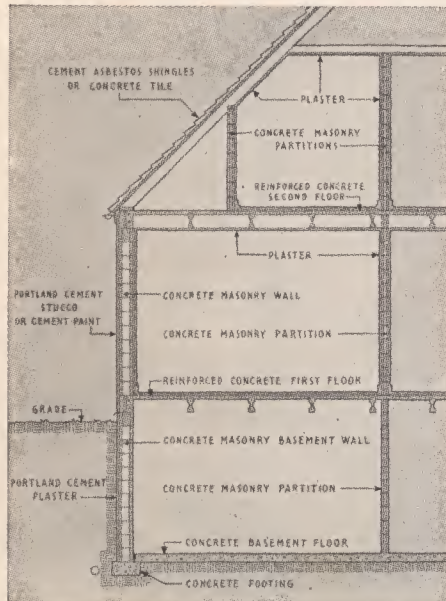 CEMENT ASBESTOS SHINGLES
OR CONCRETE TILE
PLASTER
CONCRETE MASONRY
PARTITIONS
REINFORCED CONCRETE
SECOND FLOOR
PLASTER
PORTLAND CEMENT
STUCCO
OR CEMENT PAINT
CONCRETE MASONRY WALL
CONCRETE MASONRY PARTITION
REINFORCED CONCRETE FIRST FLOOR
GRADE
CONCRETE MASONRY BASEMENT WALL
PORTLAND CEMENT
PLASTER
CONCRETE MASONRY PARTITION
CONCRETE BASEMENT FLOOR
CONCRETE FOOTING